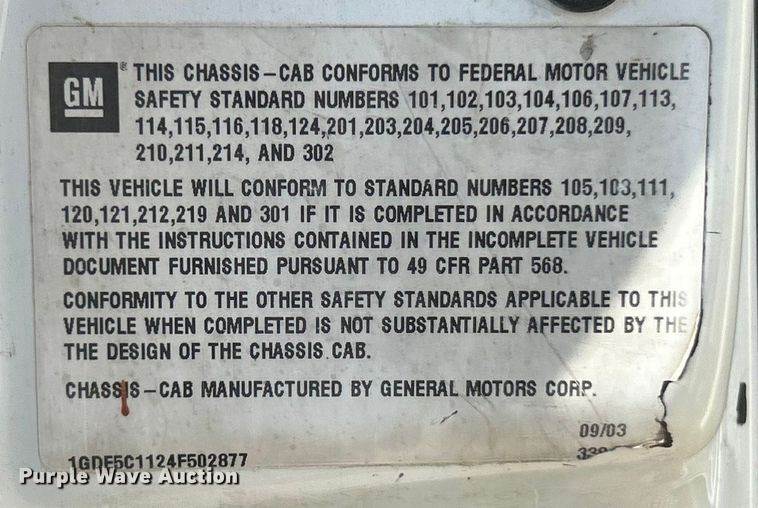 GM® THIS CHASSIS-CAB CONFORMS TO FEDERAL MOTOR VEHICLE
SAFETY STANDARD NUMBERS 101,102,103,104,106,107,113,
114,115,116,118,124,201,203,204,205,206,207,208,209,
210,211,214, AND 302
THIS VEHICLE WILL CONFORM TO STANDARD NUMBERS 105,103,111,
120,121,212,219 AND 301 IF IT IS COMPLETED IN ACCORDANCE
WITH THE INSTRUCTIONS CONTAINED IN THE INCOMPLETE VEHICLE
DOCUMENT FURNISHED PURSUANT TO 49 CFR PART 568.
CONFORMITY TO THE OTHER SAFETY STANDARDS APPLICABLE TO THIS
VEHICLE WHEN COMPLETED IS NOT SUBSTANTIALLY AFFECTED BY THE
THE DESIGN OF THE CHASSIS CAB.
CHASSIS-CAB MANUFACTURED BY GENERAL MOTORS CORP.
09/03
1GDE5C1124F502877
Purple Wave Auction